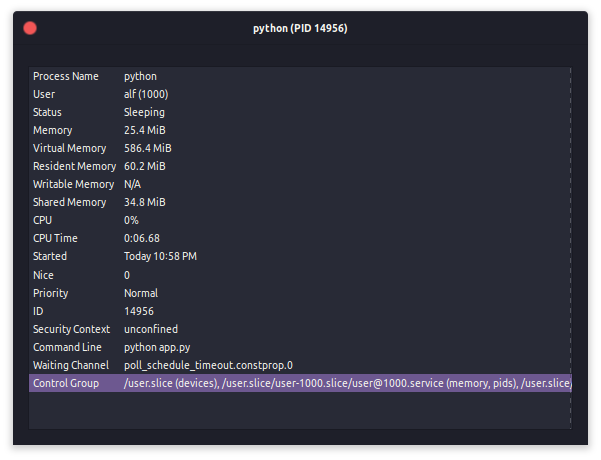 python (PID 14956)
Process Name python
User alf (1000)
Status Sleeping
Memory 25.4 MiB
Virtual Memory 586.4 MiB
Resident Memory 60.2 MiB
Writable Memory N/A
Shared Memory 34.8 MiB
CPU 0%
CPU Time 0:06.68
Started Today 10:58 PM
Nice 0
Priority Normal
ID 14956
Security Context unconfined
Command Line python app.py
Waiting Channel poll_schedule_timeout.constprop.0
Control Group /user.slice (devices), /user.slice/user-1000.slice/user@1000.service (memory, pids), /user.slice/